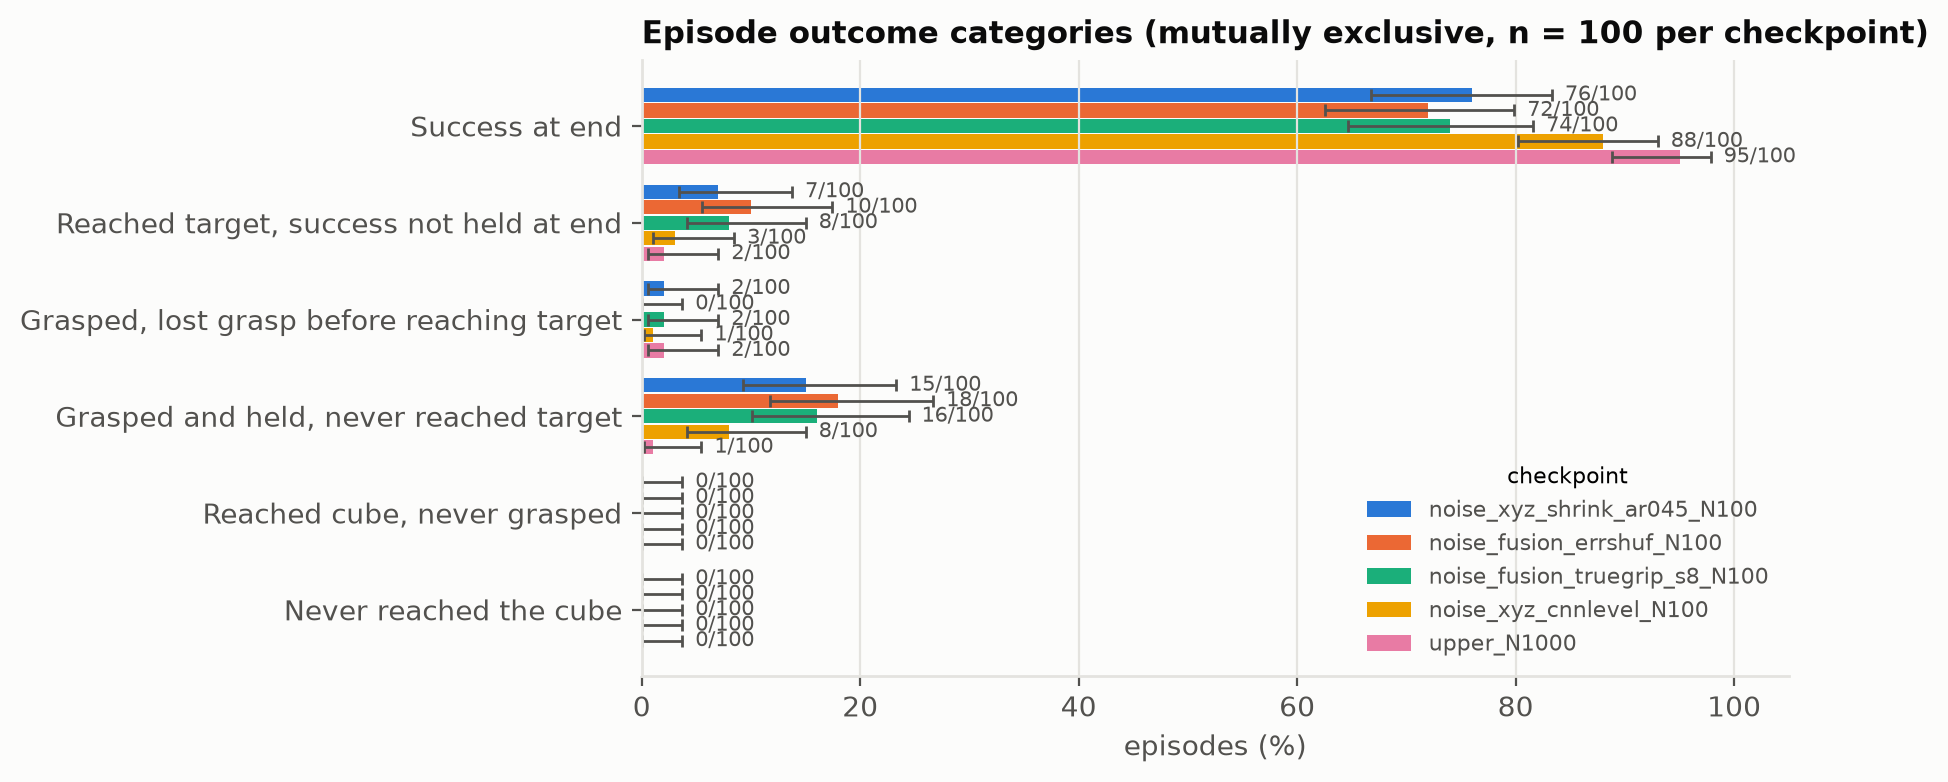 Episode outcome categories (mutually exclusive, n = 100 per checkpoint)
Success at end
76/100
72/100
74/100
88/100
95/100
Reached target, success not held at end
7/100
10/100
8/100
3/100
2/100
Grasped, lost grasp before reaching target
2/100
0/100
2/100
1/100
2/100
Grasped and held, never reached target
15/100
18/100
16/100
8/100
1/100
Reached cube, never grasped
0/100
0/100
0/100
0/100
0/100
Never reached the cube
0/100
0/100
0/100
0/100
0/100
checkpoint
noise_xyz_shrink_ar045_N100
noise_fusion_errshuf_N100
noise_fusion_truegrip_s8_N100
noise_xyz_cnnlevel_N100
upper_N1000
0 20 40 60 80 100
episodes (%)